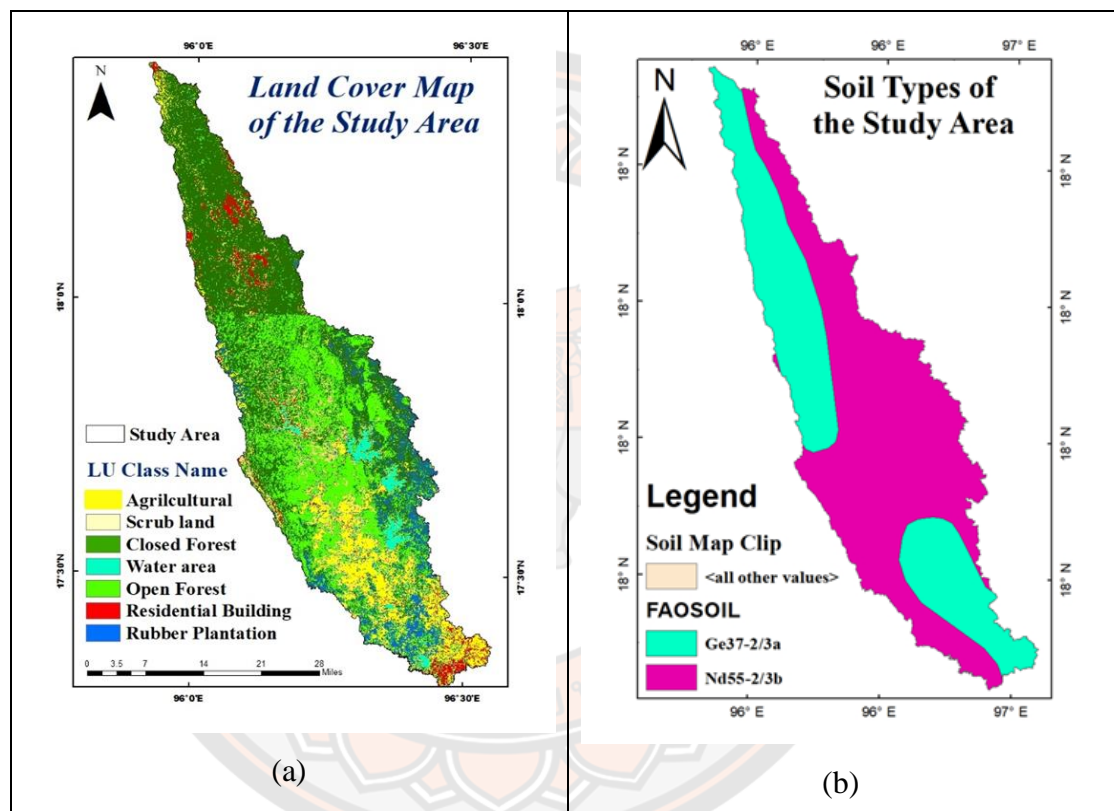 96°0'E
96°30'E
N
Land Cover Map
of the Study Area
18°0'N
18°0'N
Study Area
LU Class Name
Agrilcultural
Scrub land
Closed Forest
Water area
Open Forest
Residential Building
Rubber Plantation
17°30'N
17°30'N
0 3.5 7 14 21 28
Miles
96°0'E
96°30'E
(a)
96° E
96° E
97° E
N
Soil Types of
the Study Area
18° N
18° N
18° N
18° N
18° N
18° N
18° N
18° N
Legend
Soil Map Clip
<all other values>
FAOSOIL
Ge37-2/3a
Nd55-2/3b
96° E
96° E
97° E
(b)